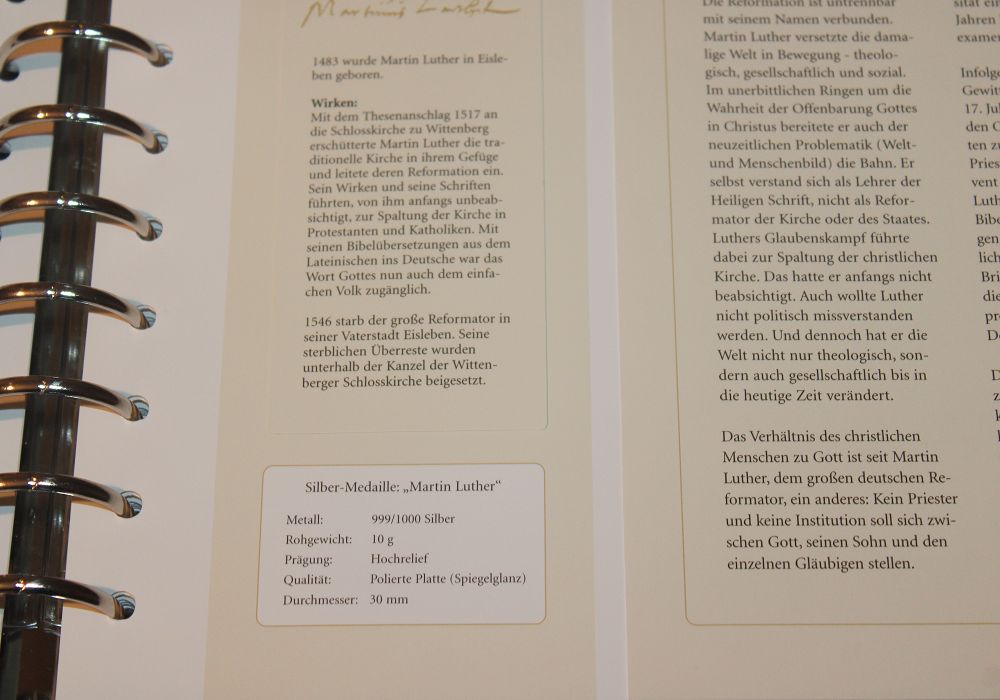 Martin Luther
1483 wurde Martin Luther in Eisle-
ben geboren.
Wirken:
Mit dem Thesenanschlag 1517 an
die Schlosskirche zu Wittenberg
erschütterte Martin Luther die tra-
ditionelle Kirche in ihrem Gefüge
und leitete deren Reformation ein.
Sein Wirken und seine Schriften
führten, von ihm anfangs unbeab-
sichtigt, zur Spaltung der Kirche in
Protestanten und Katholiken. Mit
seinen Bibelübersetzungen aus dem
Lateinischen ins Deutsche war das
Wort Gottes nun auch dem einfa-
chen Volk zugänglich.
1546 starb der große Reformator in
seiner Vaterstadt Eisleben. Seine
sterblichen Überreste wurden
unterhalb der Kanzel der Witten-
berger Schlosskirche beigesetzt.
Silber-Medaille: „Martin Luther“
Metall: 999/1000 Silber
Rohgewicht: 10 g
Prägung: Hochrelief
Qualität: Polierte Platte (Spiegelglanz)
Durchmesser: 30 mm
Die Reformation ist untrennbar
mit seinem Namen verbunden.
Martin Luther versetzte die dama-
lige Welt in Bewegung - theolo-
gisch, gesellschaftlich und sozial.
Im unerbittlichen Ringen um die
Wahrheit der Offenbarung Gottes
in Christus bereitete er auch der
neuzeitlichen Problematik (Welt-
und Menschenbild) die Bahn. Er
selbst verstand sich als Lehrer der
Heiligen Schrift, nicht als Refor-
mator der Kirche oder des Staates.
Luthers Glaubenskampf führte
dabei zur Spaltung der christlichen
Kirche. Das hatte er anfangs nicht
beabsichtigt. Auch wollte Luther
nicht politisch missverstanden
werden. Und dennoch hat er die
Welt nicht nur theologisch, son-
dern auch gesellschaftlich bis in
die heutige Zeit verändert.
Das Verhältnis des christlichen
Menschen zu Gott ist seit Martin
Luther, dem großen deutschen Re-
formator, ein anderes: Kein Priester
und keine Institution soll sich zwi-
schen Gott, seinen Sohn und den
einzelnen Gläubigen stellen.
Jahren
Infolge
17. Jul